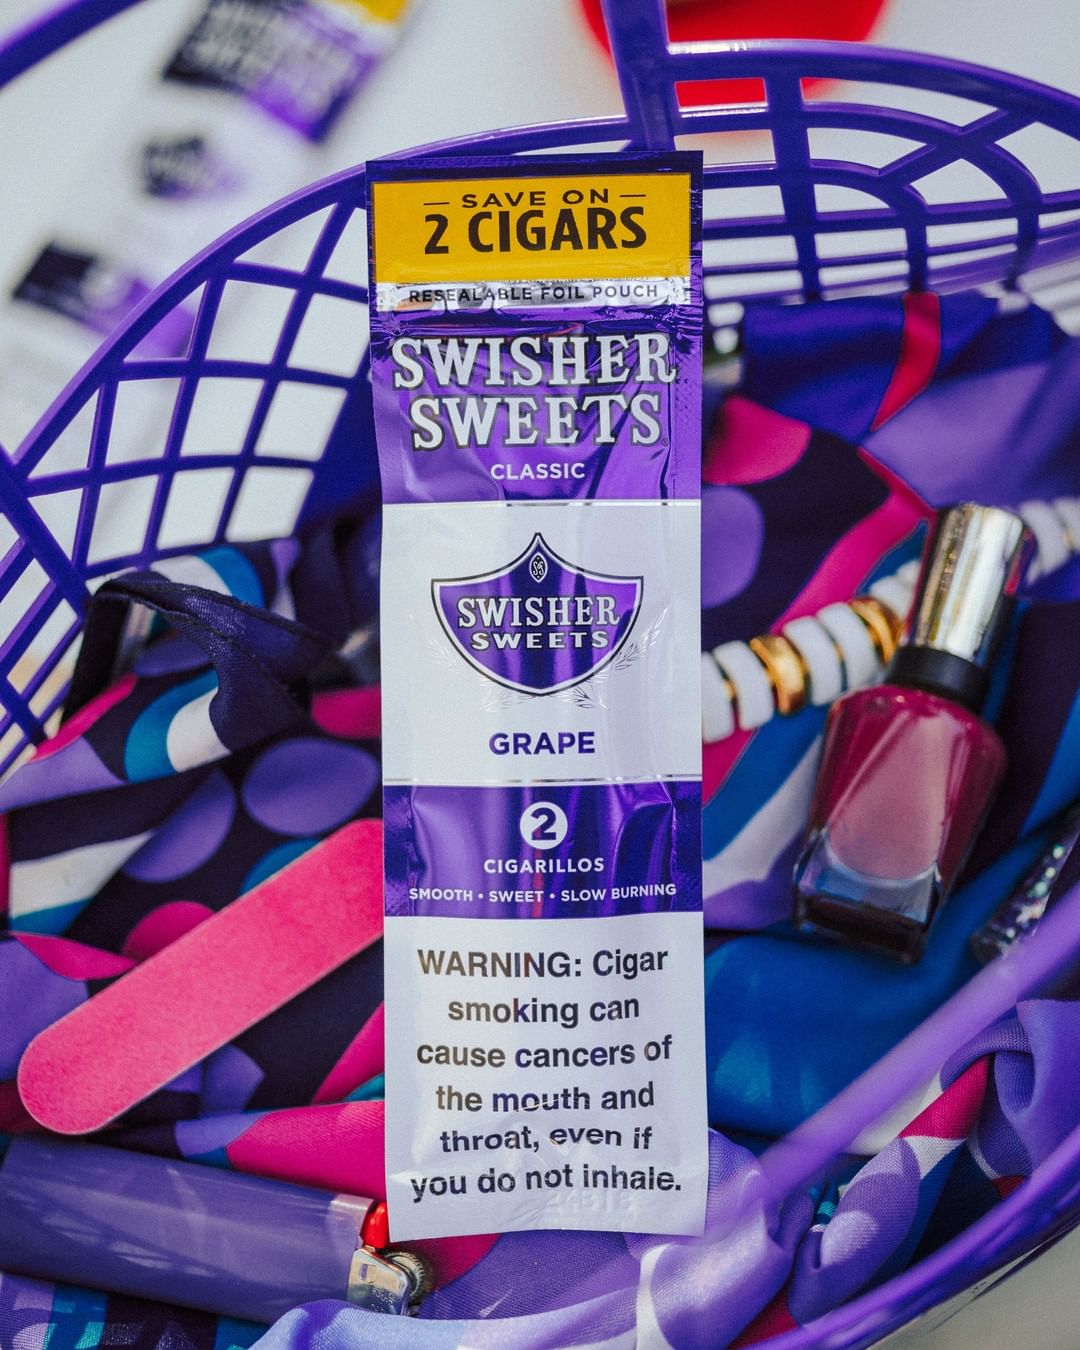 SAVE ON
2 CIGARS
RESEALABLE FOIL POUCH
SWISHER
SWEETS®
CLASSIC
SS
SWISHER
SWEETS
GRAPE
2
CIGARILLOS
SMOOTH • SWEET • SLOW BURNING
WARNING: Cigar
smoking can
cause cancers of
the mouth and
throat, even if
you do not inhale.